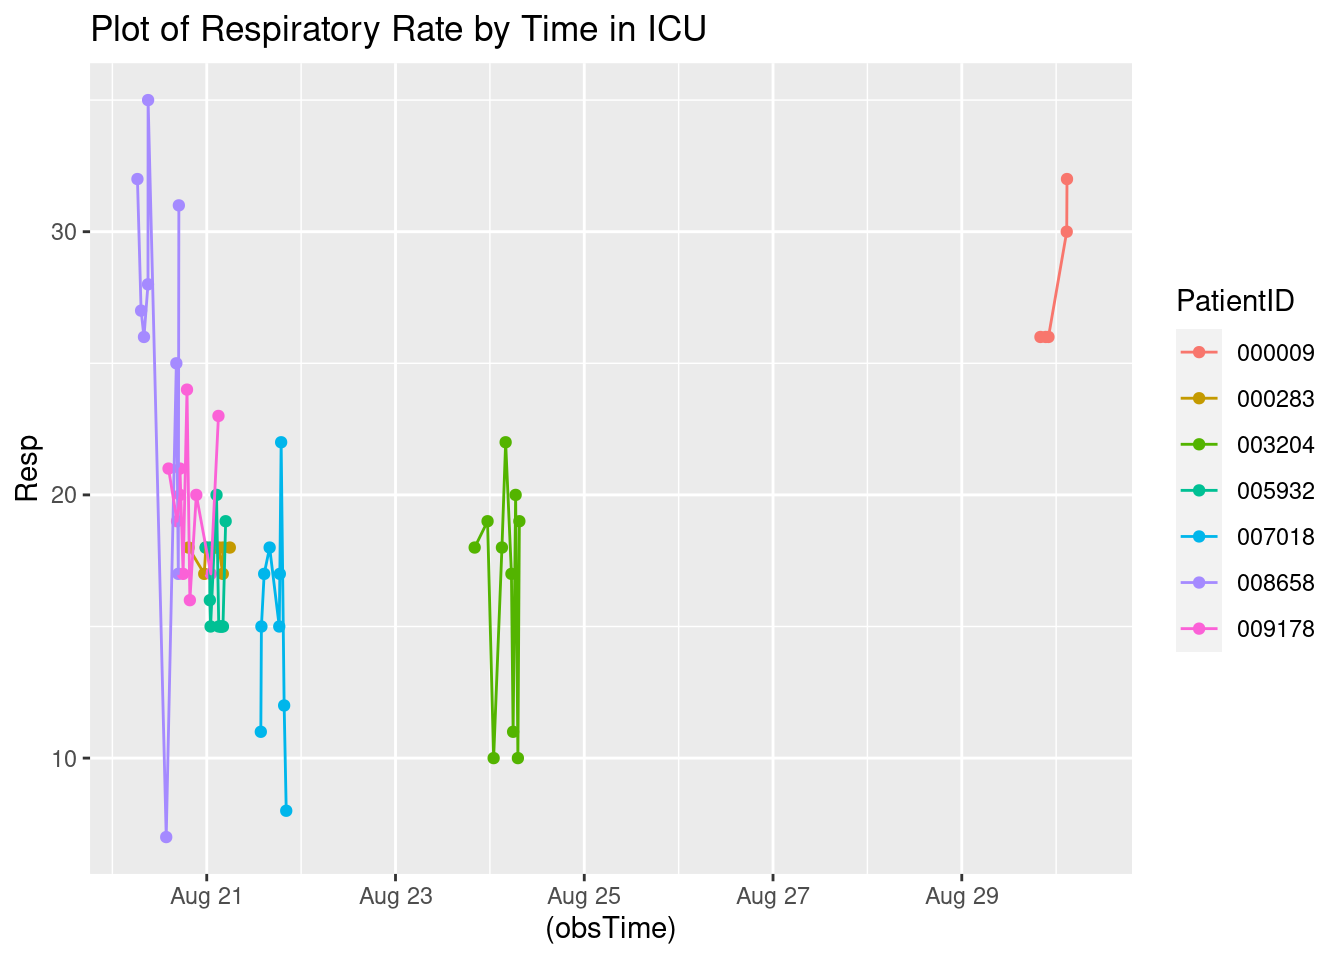 Plot of Respiratory Rate by Time in ICU
Resp
30
20
10
Aug 21
Aug 23
Aug 25
Aug 27
Aug 29
(obsTime)
PatientID
000009
000283
003204
005932
007018
008658
009178